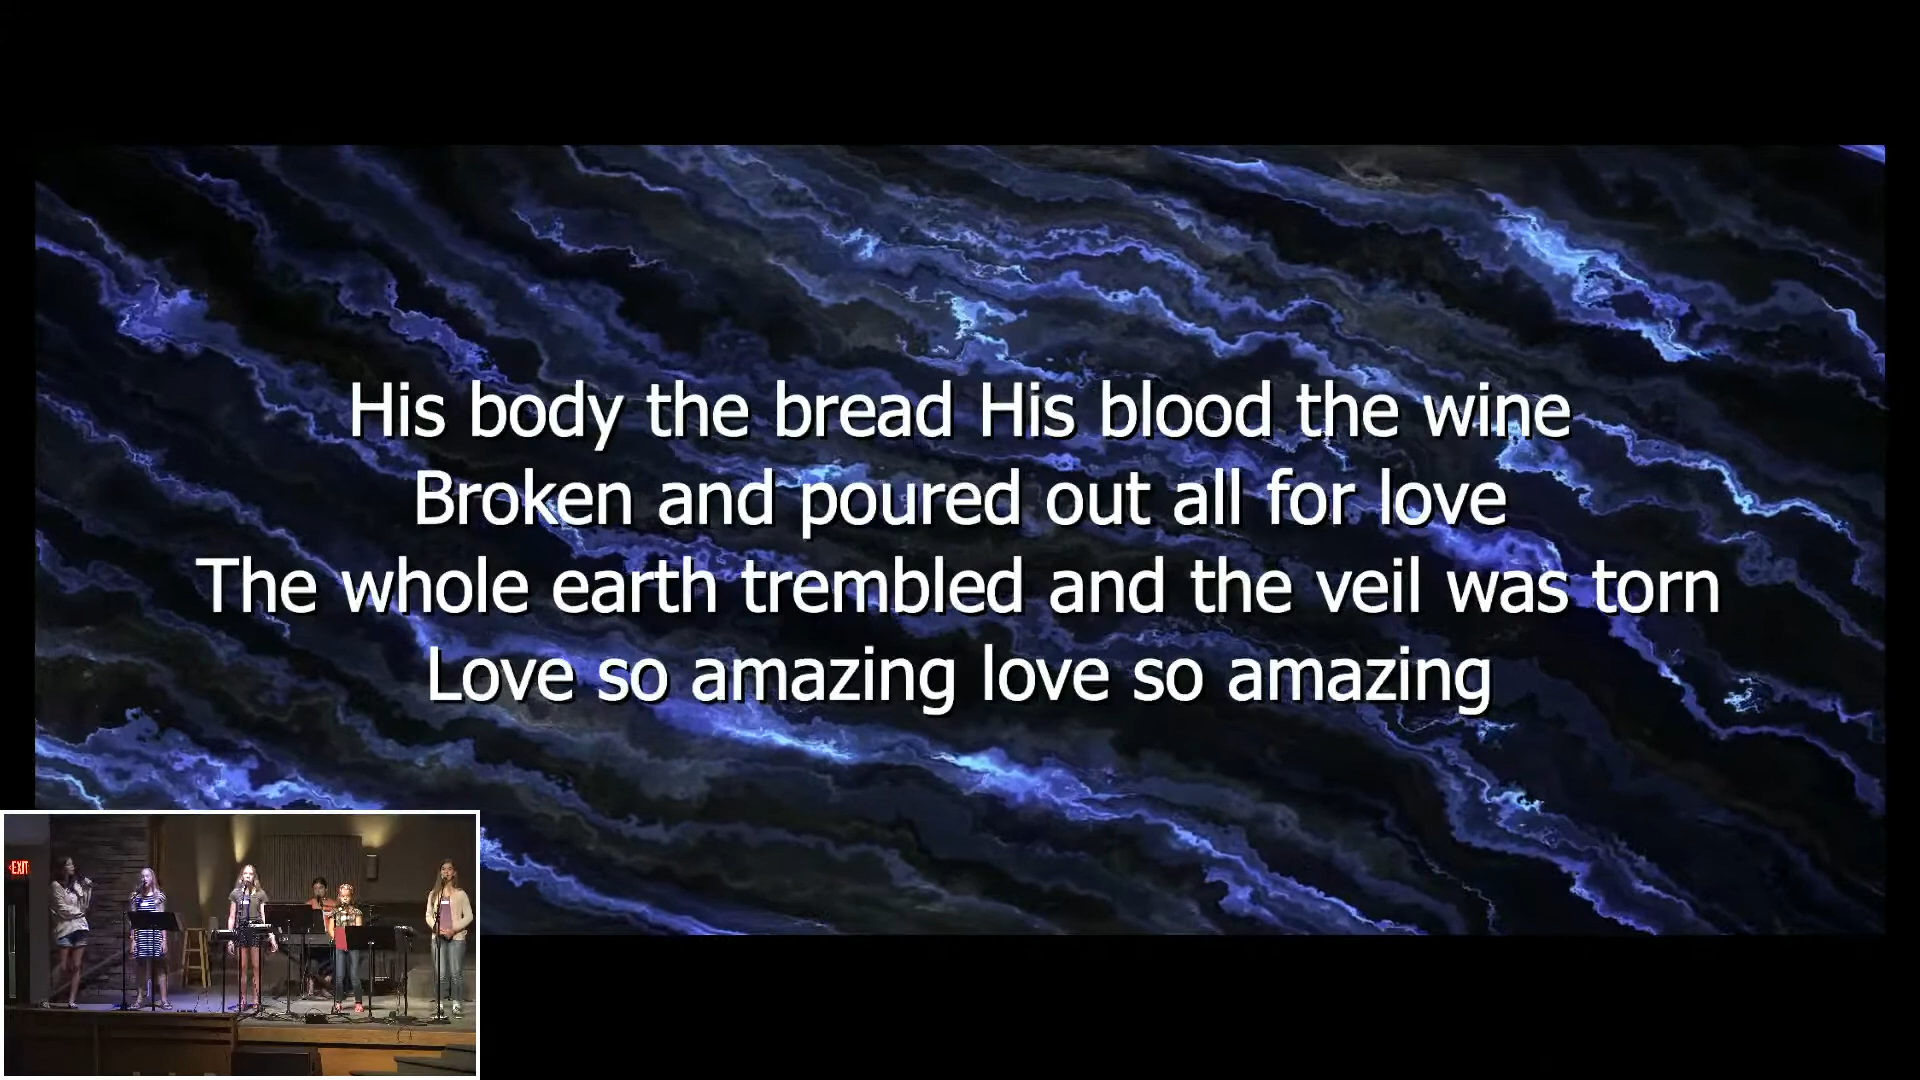 His body the bread His blood the wine
Broken and poured out all for love
The whole earth trembled and the veil was torn
Love so amazing love so amazing
EXIT